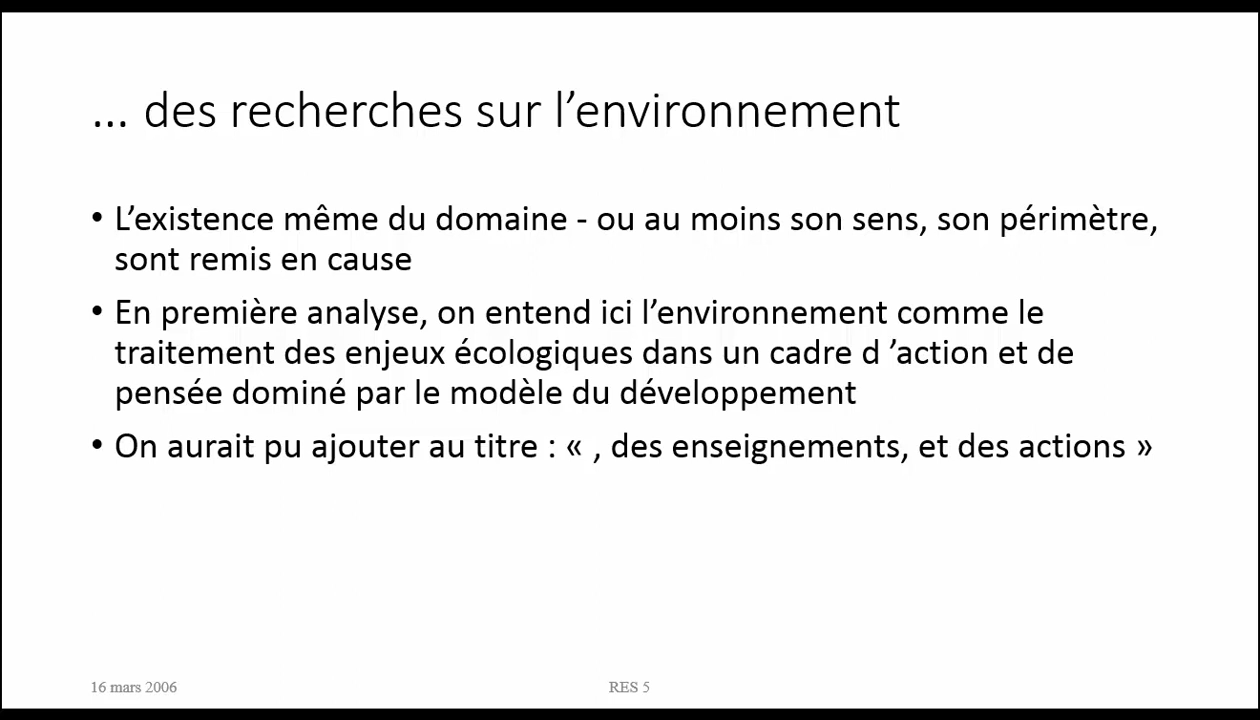 ... des recherches sur l’environnement
• L’existence même du domaine - ou au moins son sens, son périmètre,
sont remis en cause
• En première analyse, on entend ici l’environnement comme le
traitement des enjeux écologiques dans un cadre d ’action et de
pensée dominé par le modèle du développement
• On aurait pu ajouter au titre : « , des enseignements, et des actions »
16 mars 2006
RES 5